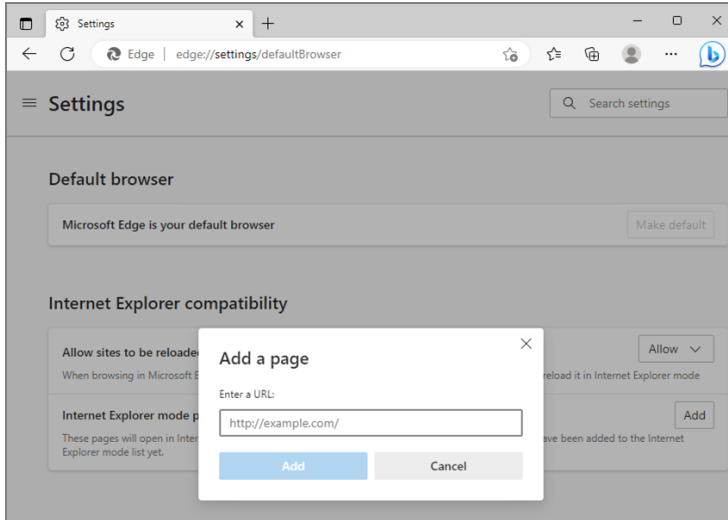 Settings
Edge | edge://settings/defaultBrowser
Settings
Search settings
Default browser
Microsoft Edge is your default browser
Make default
Internet Explorer compatibility
Allow sites to be reloade
Allow
When browsing in Microsoft E
reload it in Internet Explorer mode
Internet Explorer mode p
Add
These pages will open in Inter
ave been added to the Internet
Explorer mode list yet.
Add a page
Enter a URL:
http://example.com/
Add
Cancel